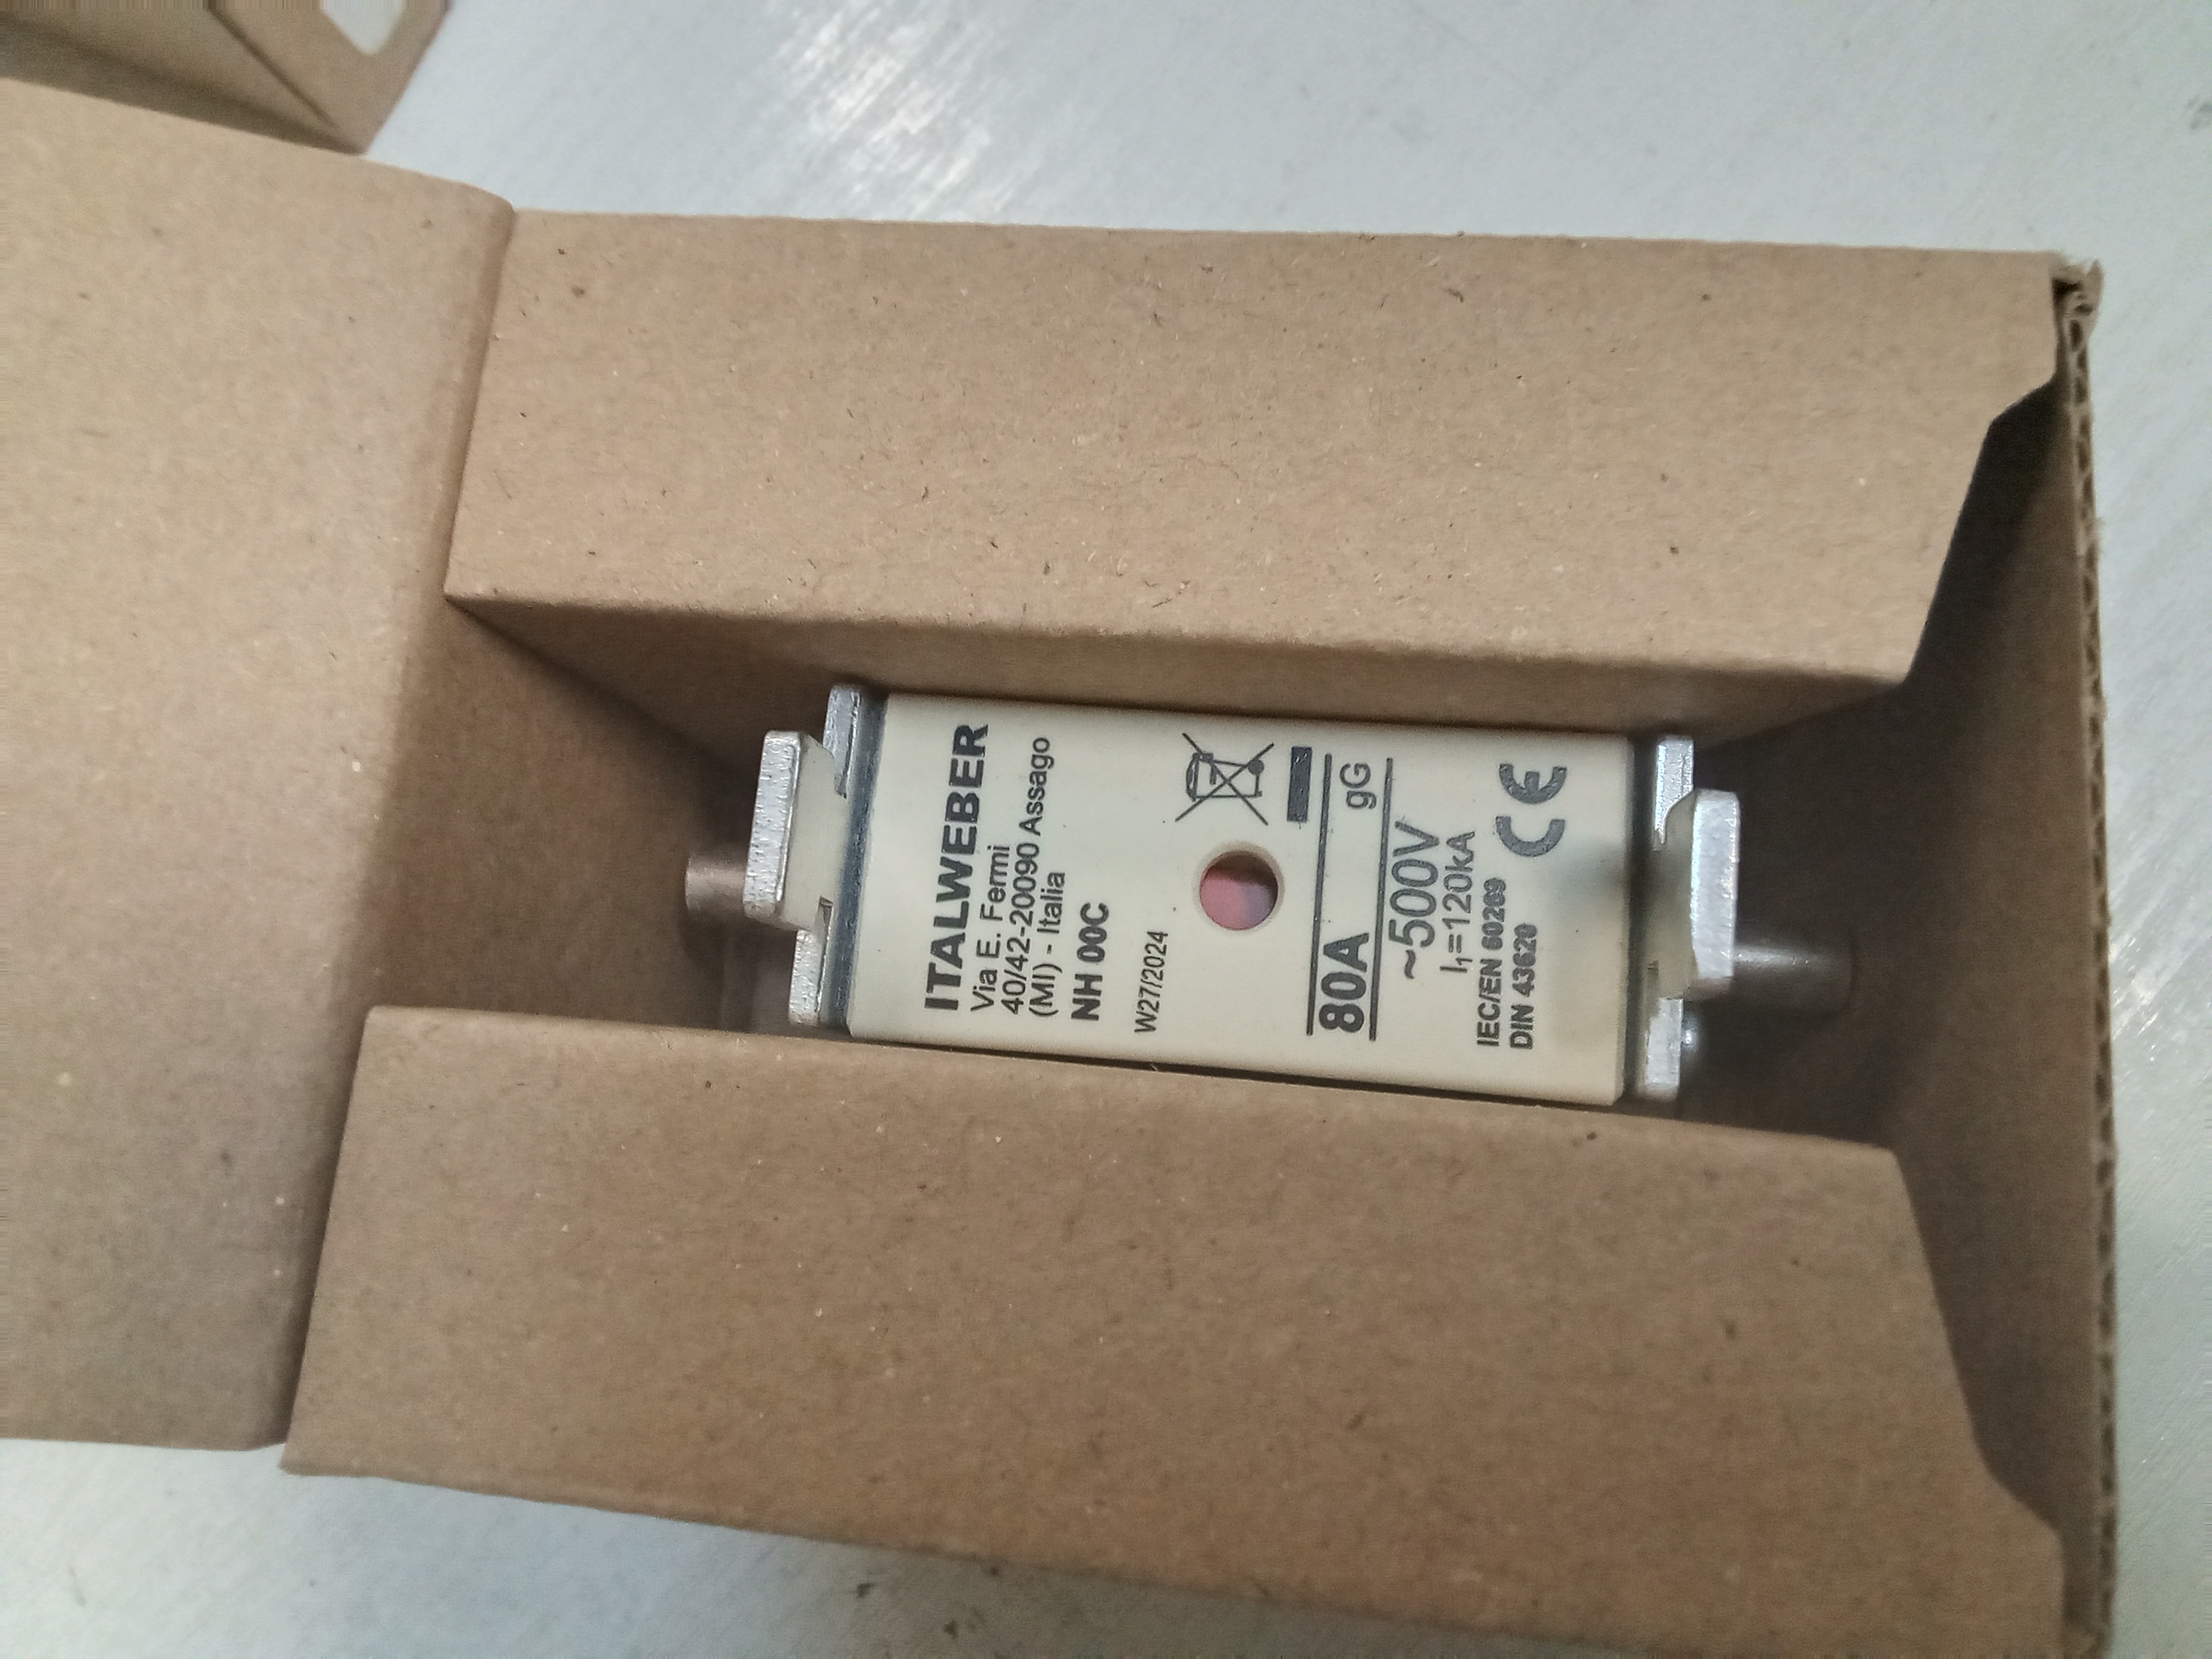 ITALWEBER
Via E. Fermi
40/42-20090 Assago
(MI) - Italia
NH 00C
W27/2024
80A gG
~500V
I₁=120kA
IEC/EN 60269
DIN 43620
CE